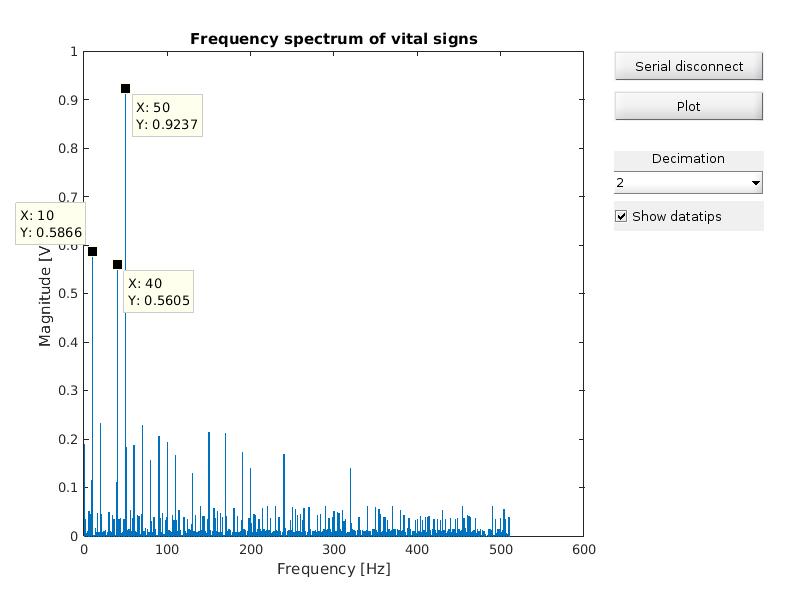 Frequency spectrum of vital signs
1
0.9
0.8
0.7
0.6
0.5
0.4
0.3
0.2
0.1
0
0
100
200
300
400
500
600
Frequency [Hz]
Magnitude [V
X: 50
Y: 0.9237
X: 10
Y: 0.5866
X: 40
Y: 0.5605
Serial disconnect
Plot
Decimation
2
Show datatips